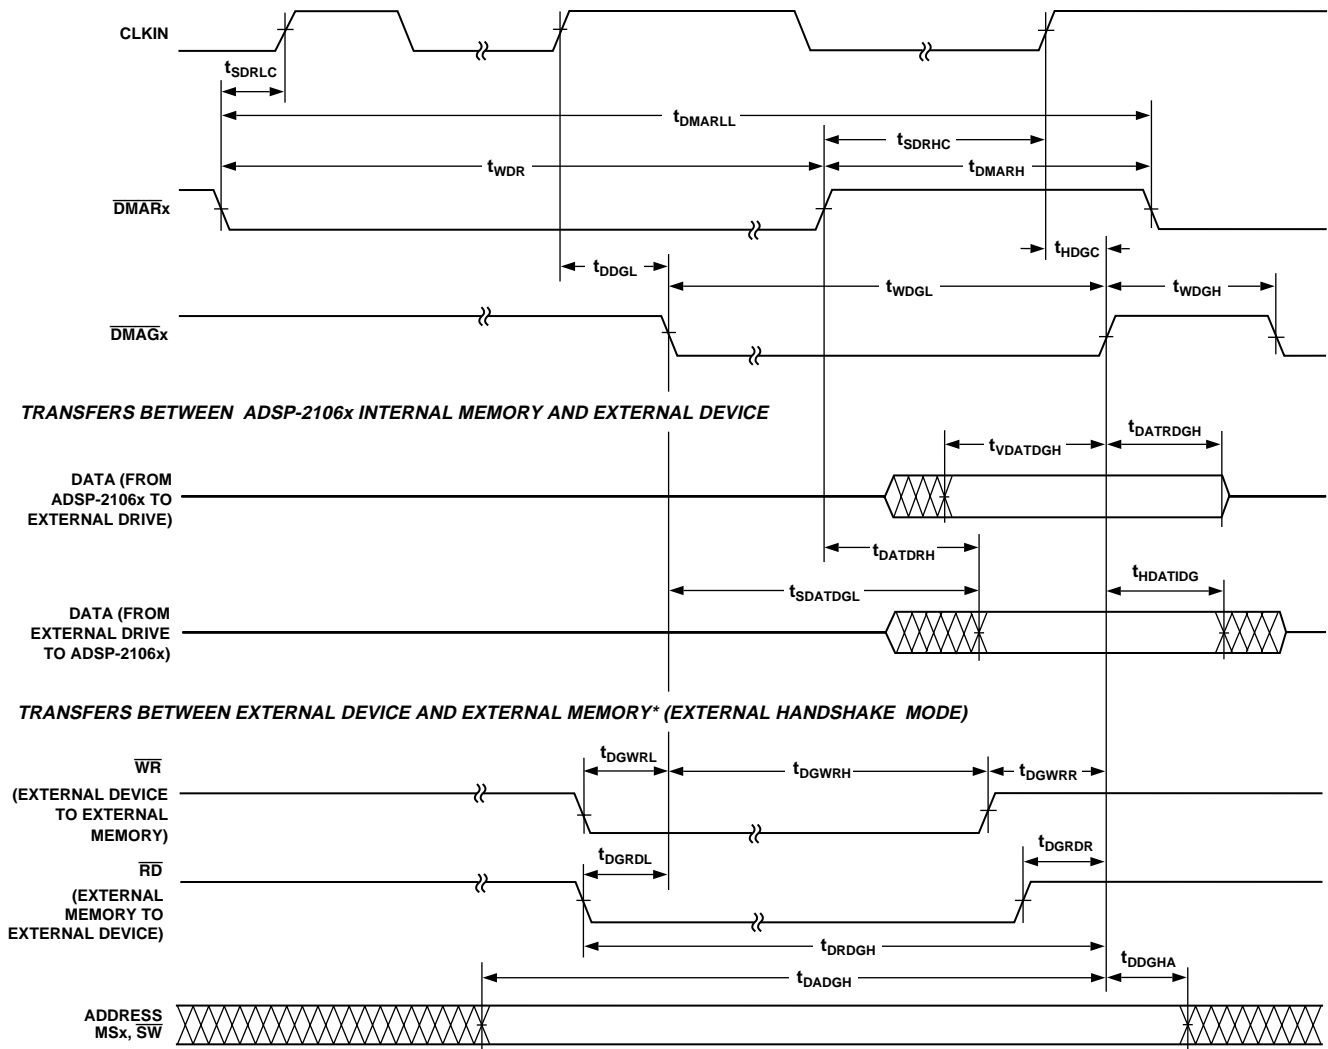 CLKIN
tSDRLC
tDMARLL
tSDRHC
tWDR
tDMARH
DMARx
tHDGC
tDDGL
tWDGL
tWDGH
DMAGx
TRANSFERS BETWEEN ADSP-2106x INTERNAL MEMORY AND EXTERNAL DEVICE
tDATRDGH
tVDATDGH
DATA (FROM
ADSP-2106x TO
EXTERNAL DRIVE)
tDATDRH
tHDATIDG
tSDATDGL
DATA (FROM
EXTERNAL DRIVE
TO ADSP-2106x)
TRANSFERS BETWEEN EXTERNAL DEVICE AND EXTERNAL MEMORY* (EXTERNAL HANDSHAKE MODE)
tDGWRL
tDGWRH
tDGWRR
WR
(EXTERNAL DEVICE
TO EXTERNAL
MEMORY)
tDGRDR
tDGRDL
RD
(EXTERNAL
MEMORY TO
EXTERNAL DEVICE)
tDRDGH
tDADGH
tDDGHA
ADDRESS
MSx, SW